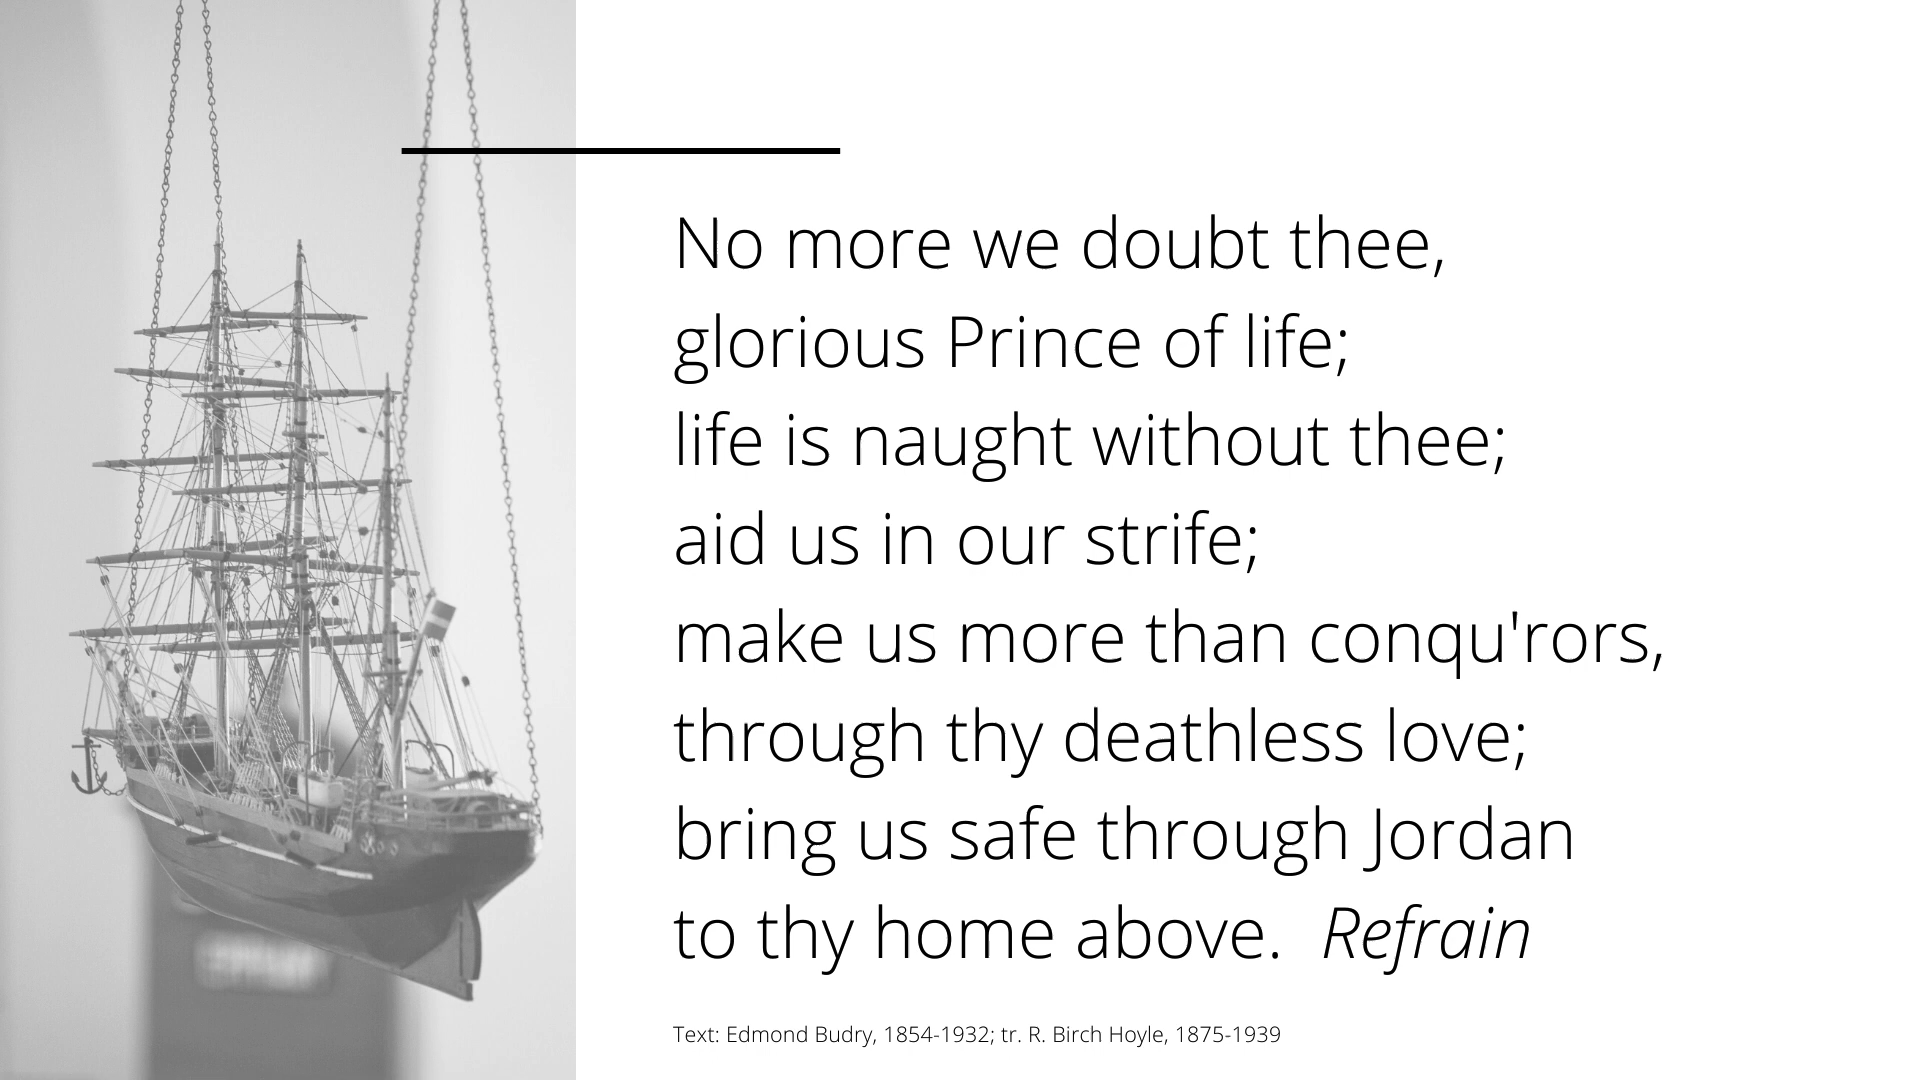 No more we doubt thee,
glorious Prince of life;
life is naught without thee;
aid us in our strife;
make us more than conqu'rors,
through thy deathless love;
bring us safe through Jordan
to thy home above.  Refrain
Text: Edmond Budry, 1854-1932; tr. R. Birch Hoyle, 1875-1939